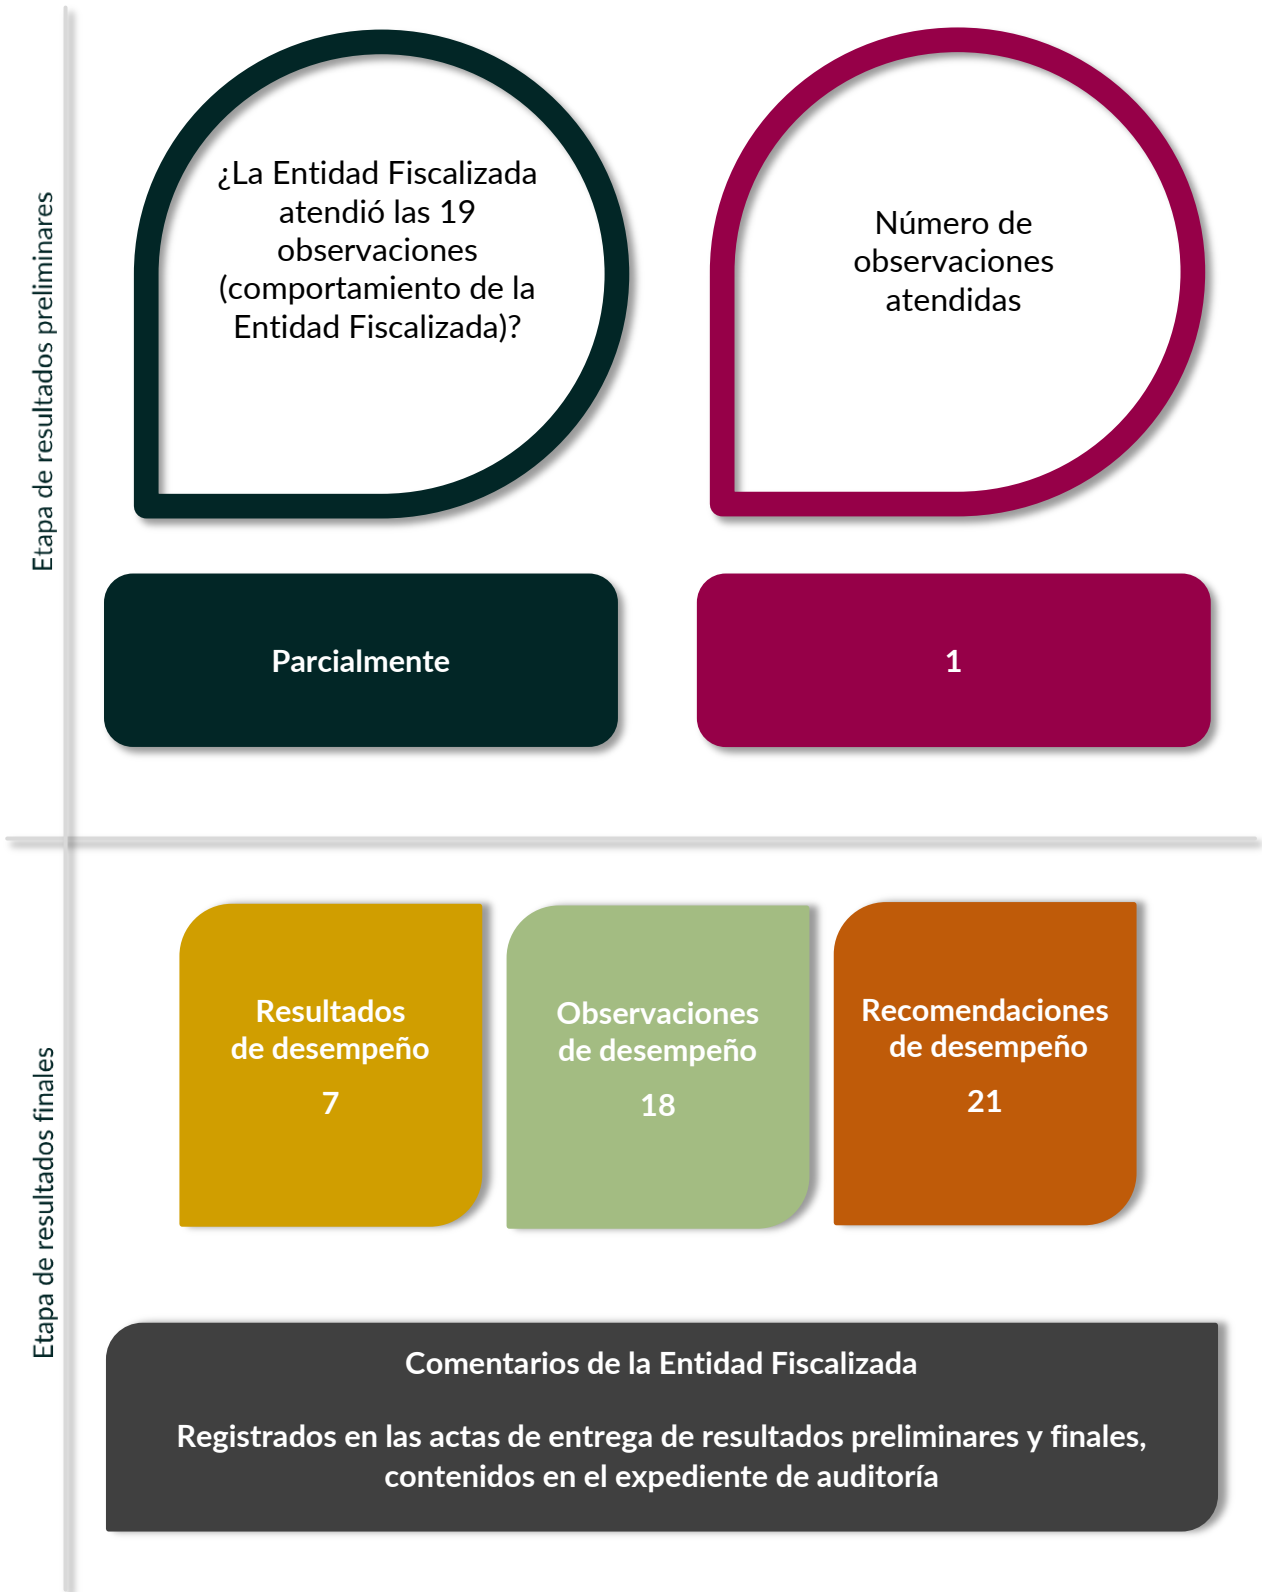 Etapa de resultados preliminares
¿La Entidad Fiscalizada
atendió las 19
observaciones
(comportamiento de la
Entidad Fiscalizada)?
Número de
observaciones
atendidas
Parcialmente
1
Etapa de resultados finales
Resultados
de desempeño
7
Observaciones
de desempeño
18
Recomendaciones
de desempeño
21
Comentarios de la Entidad Fiscalizada
Registrados en las actas de entrega de resultados preliminares y finales,
contenidos en el expediente de auditoría